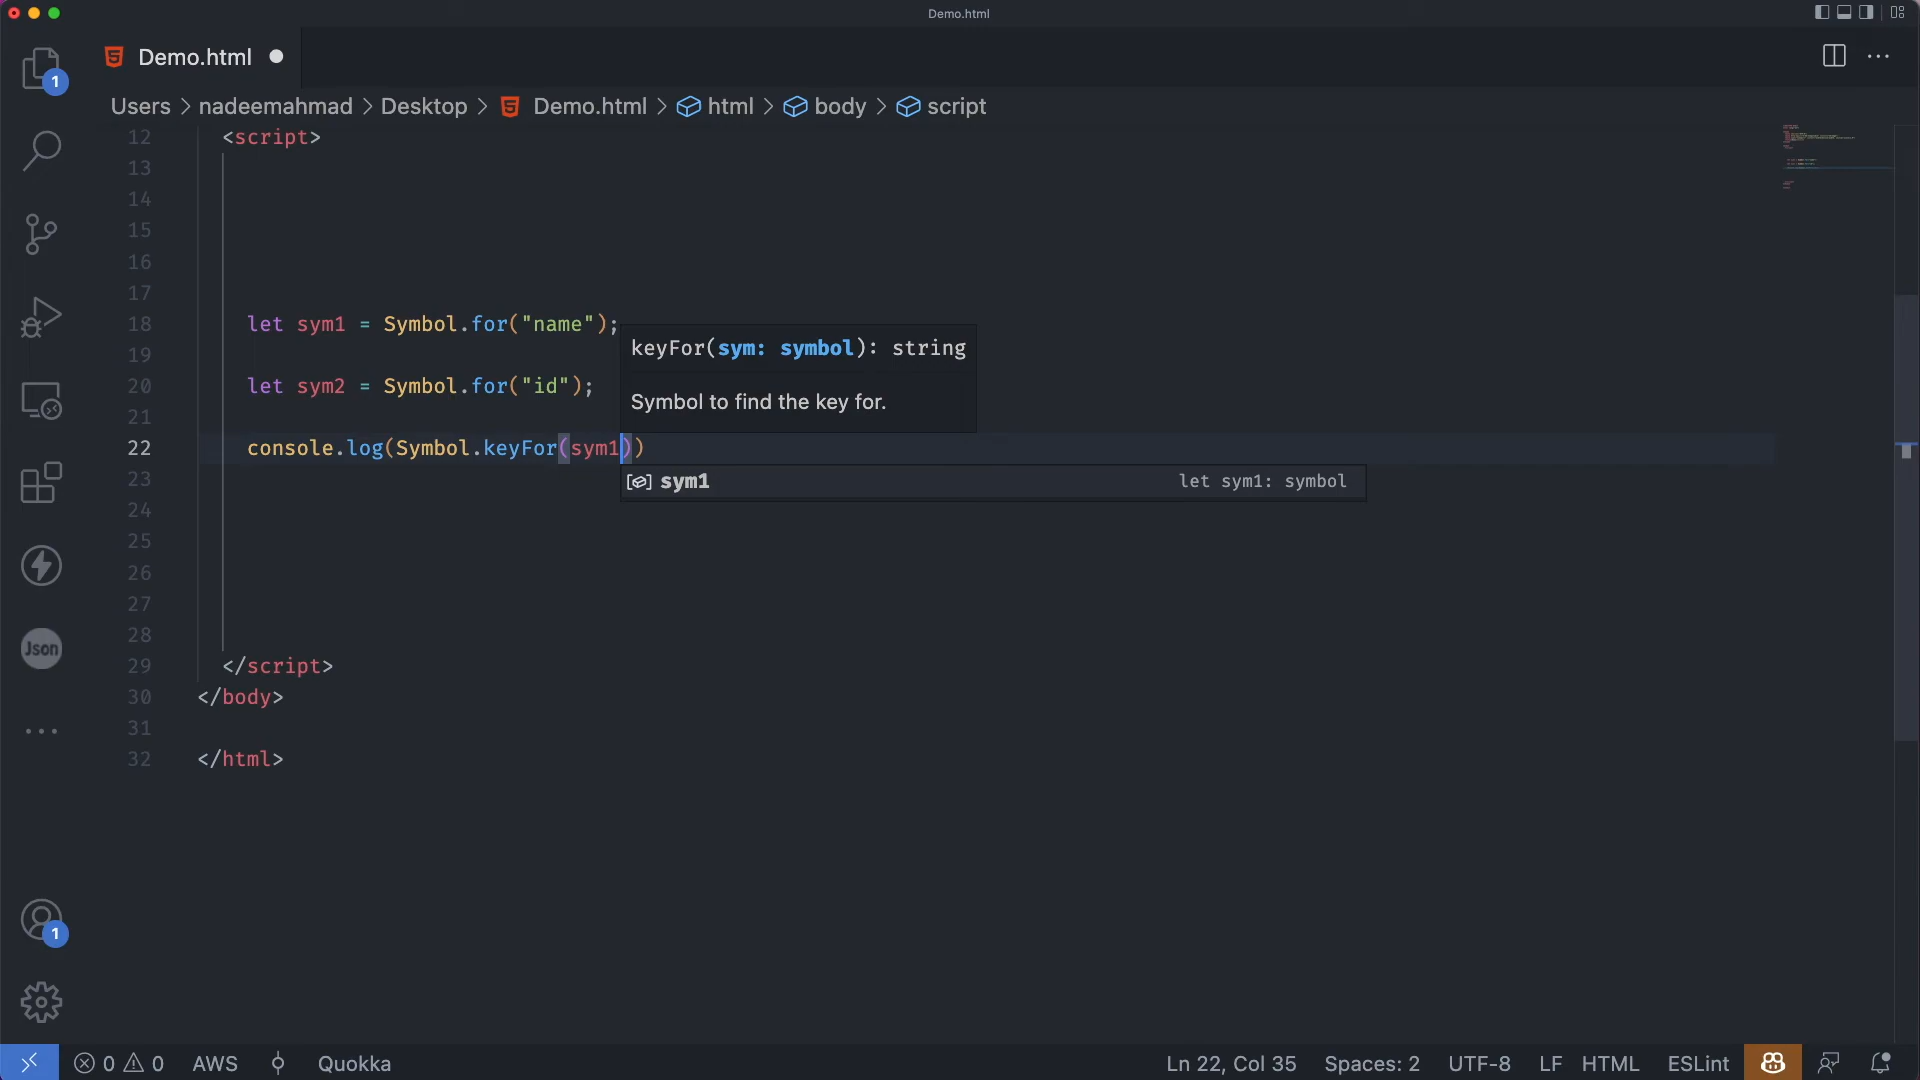 Demo.html
Demo.html
Users > nadeemahmad > Desktop > Demo.html > html > body > script
1
12 <script>
13
14
15
16
17
18 let sym1 = Symbol.for("name");
keyFor(sym: symbol): string
19
20 let sym2 = Symbol.for("id");
Symbol to find the key for.
21
22 console.log(Symbol.keyFor(sym1))
23
sym1 let sym1: symbol
24
25
26
27
28
Json
29 </script>
30 </body>
31
32 </html>
1
0 0 AWS Quokka Ln 22, Col 35 Spaces: 2 UTF-8 LF HTML ESLint